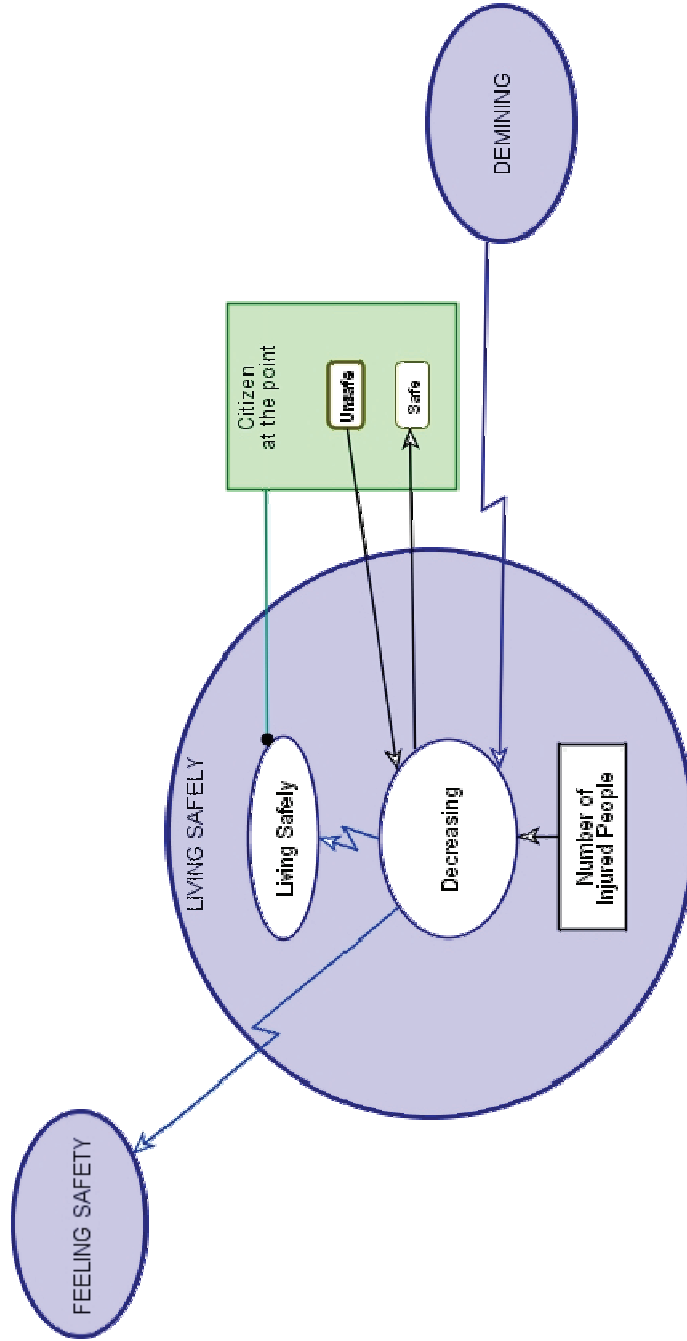 FEELING SAFETY
LIVING SAFELY
Living Safely
Decreasing
Number of
Injured People
Citizen
at the point
Unsafe
Safe
DEMINING